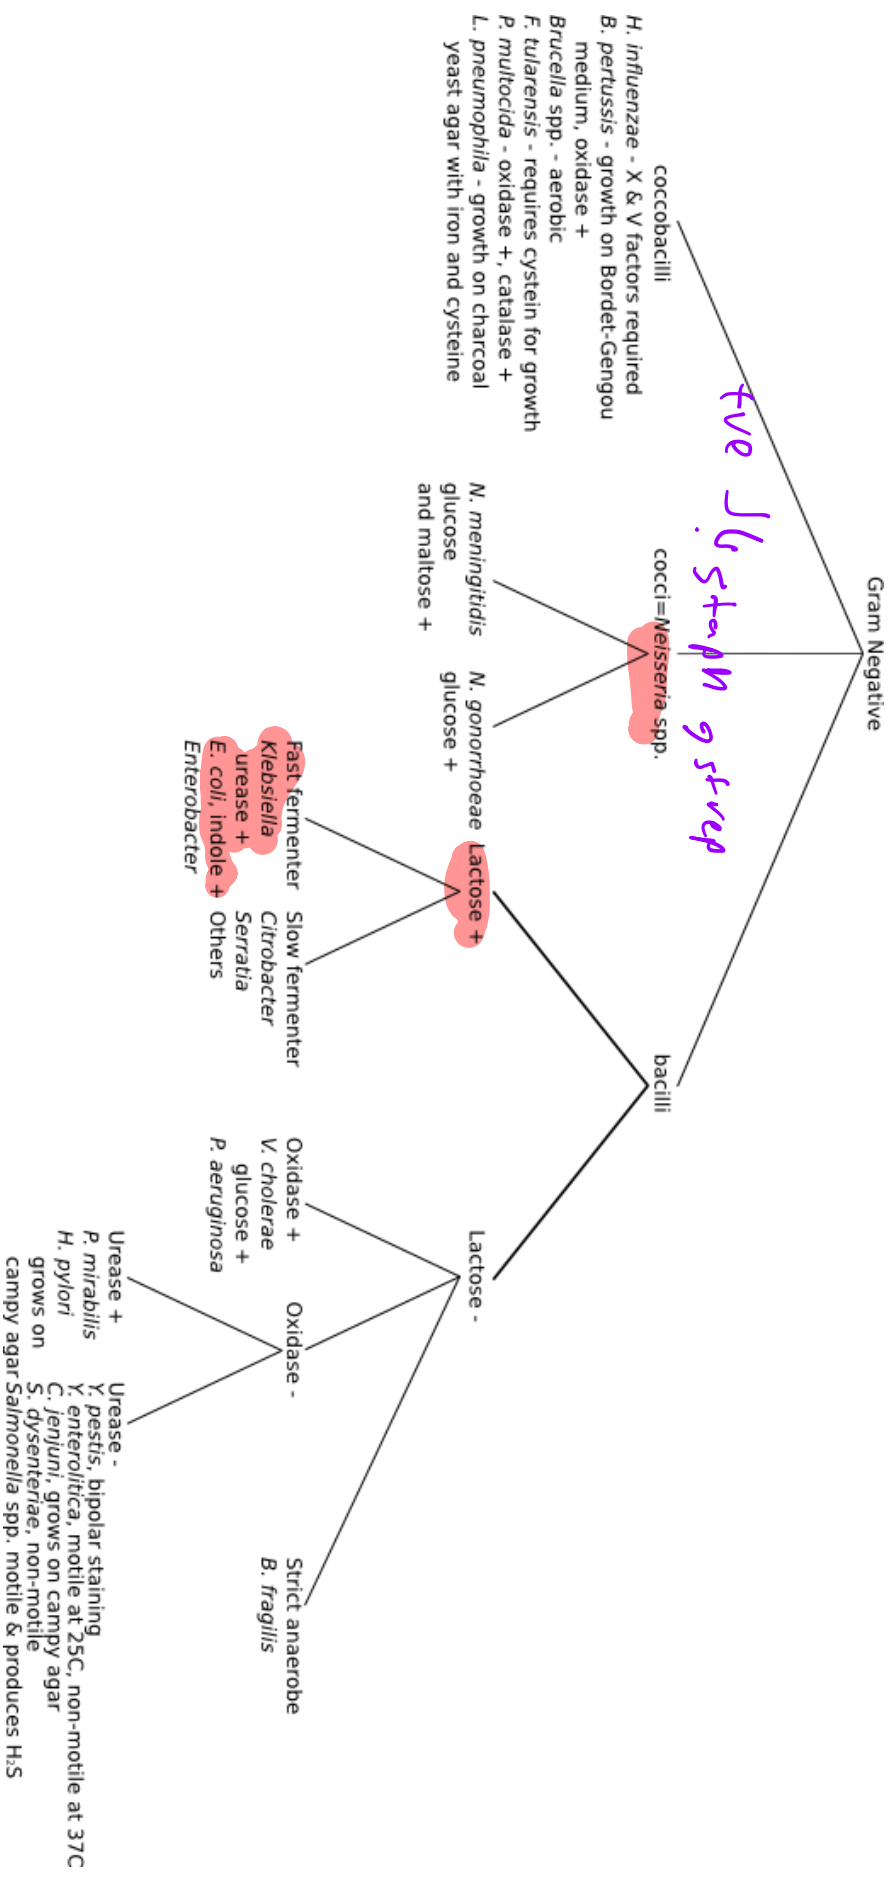 Gram Negative
+ve ال staph و strep
coccobacilli
H. influenzae - X & V factors required
B. pertussis - growth on Bordet-Gengou
medium, oxidase +
Brucella spp. - aerobic
F. tularensis - requires cystein for growth
P. multocida - oxidase +, catalase +
L. pneumophila - growth on charcoal
yeast agar with iron and cysteine
cocci=Neisseria spp.
N. meningitidis
glucose
and maltose +
N. gonorrhoeae
glucose +
bacilli
Lactose +
Fast fermenter
Klebsiella
urease +
E. coli, indole +
Enterobacter
Slow fermenter
Citrobacter
Serratia
Others
Lactose -
Oxidase +
V. cholerae
glucose +
P. aeruginosa
Oxidase -
Urease +
P. mirabilis
H. pylori
grows on
campy agar
Urease -
Y. pestis, bipolar staining
Y. enterolitica, motile at 25C, non-motile at 37C
C. jenjuni, grows on campy agar
S. dysenteriae, non-motile
Salmonella spp. motile & produces H₂S
Strict anaerobe
B. fragilis